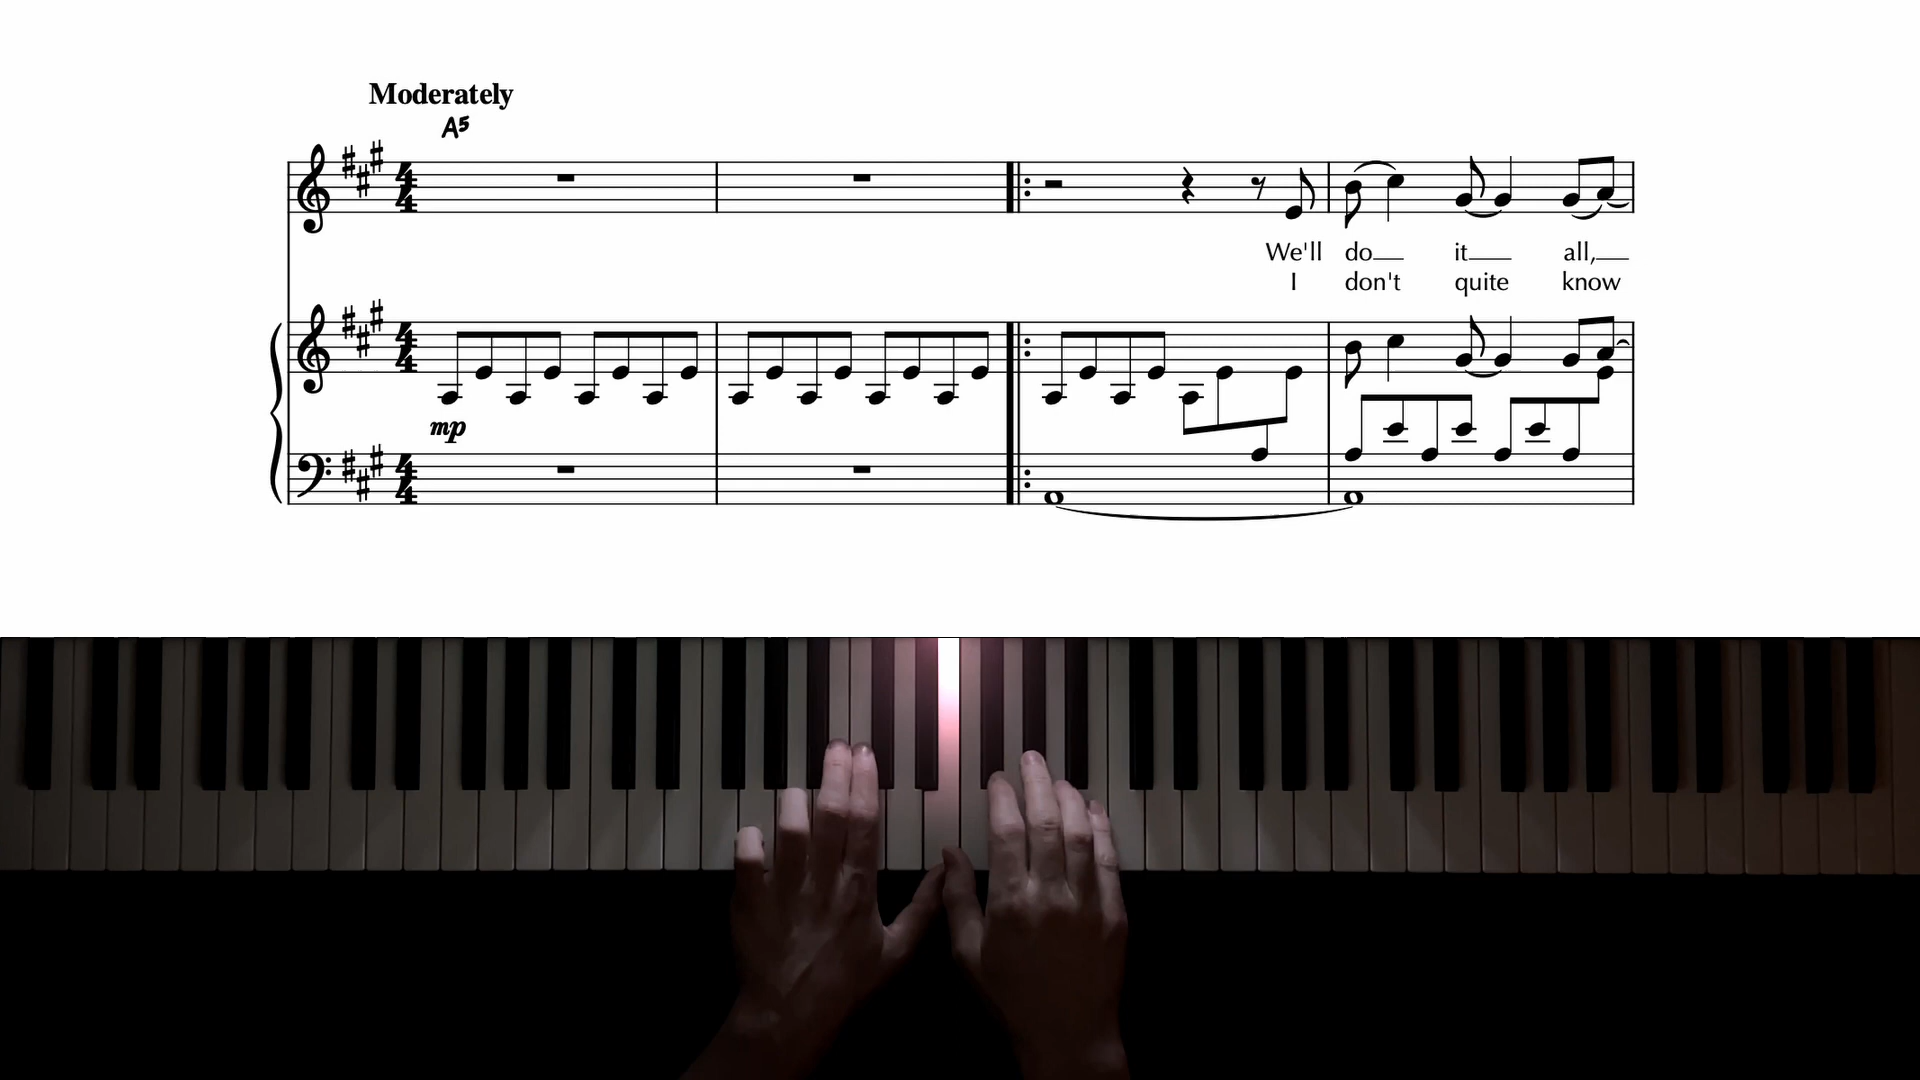 Moderately
A5
We'll do it all,
I don't quite know
mp